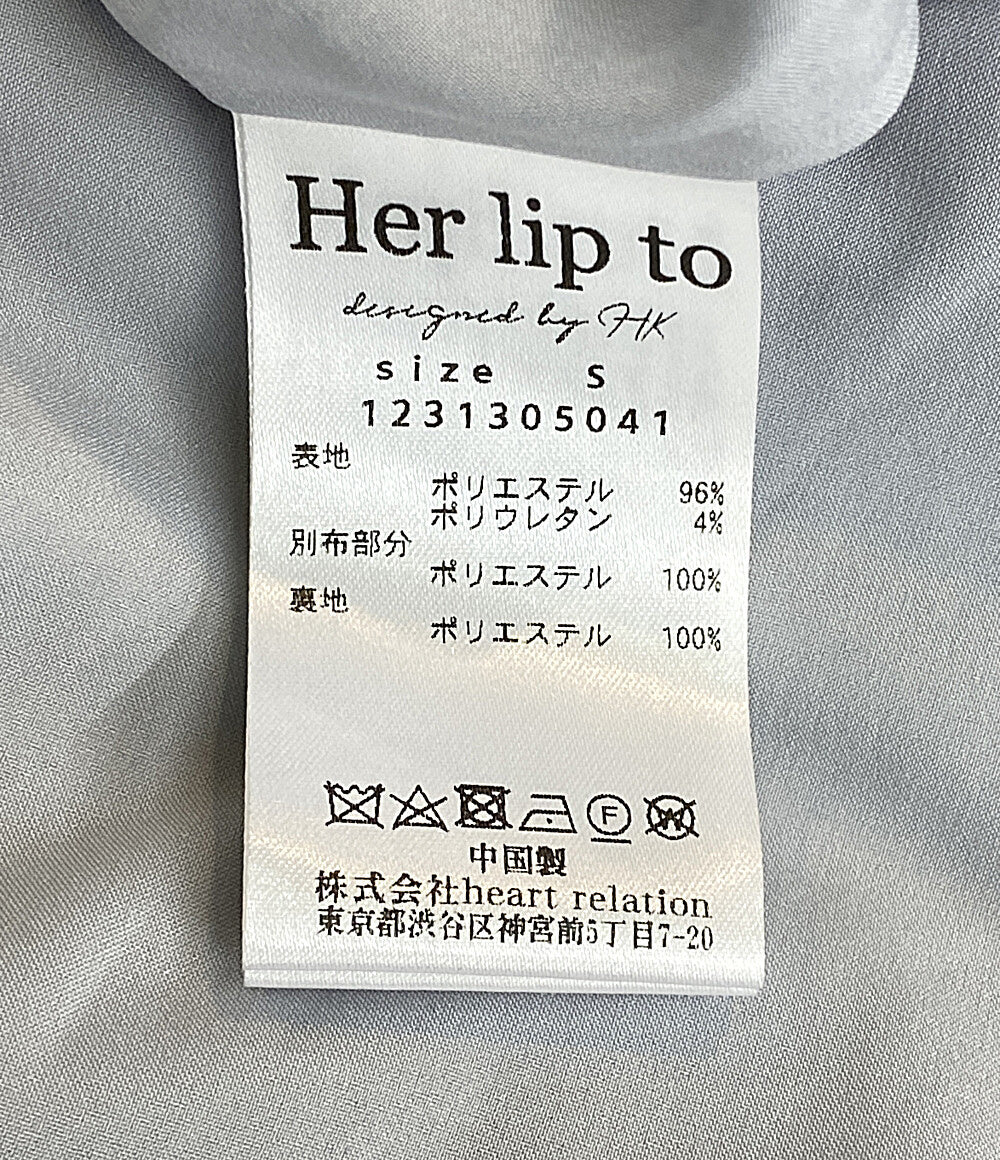 Her lip to
designed by HK
size S
1231305041
表地
ポリエステル 96%
ポリウレタン 4%
別布部分
ポリエステル 100%
裏地
ポリエステル 100%
F W
中国製
株式会社heart relation
東京都渋谷区神宮前5丁目7-20